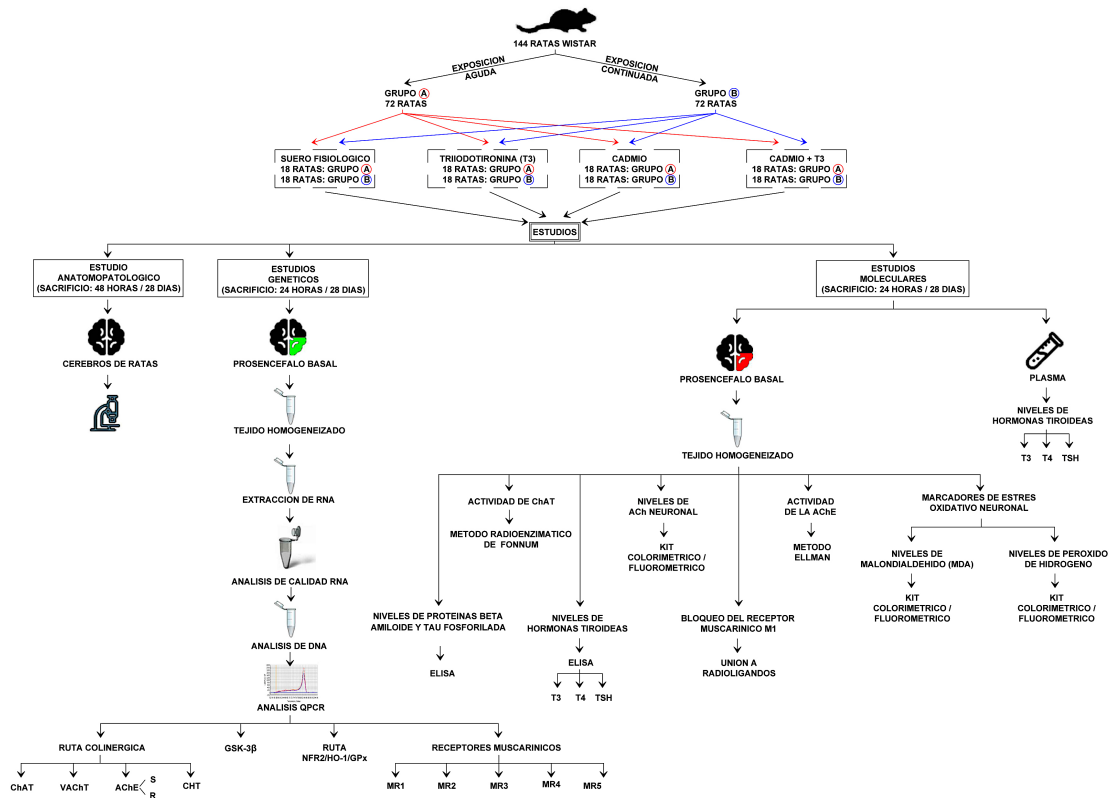 144 RATAS WISTAR
EXPOSICION
AGUDA
EXPOSICION
CONTINUADA
GRUPO A
72 RATAS
GRUPO B
72 RATAS
SUERO FISIOLOGICO
18 RATAS: GRUPO A
18 RATAS: GRUPO B
TRIIODOTIRONINA (T3)
18 RATAS: GRUPO A
18 RATAS: GRUPO B
CADMIO
18 RATAS: GRUPO A
18 RATAS: GRUPO B
CADMIO + T3
18 RATAS: GRUPO A
18 RATAS: GRUPO B
ESTUDIOS
ESTUDIO
ANATOMOPATOLOGICO
(SACRIFICIO: 48 HORAS / 28 DIAS)
CEREBROS DE RATAS
ESTUDIOS
GENETICOS
(SACRIFICIO: 24 HORAS / 28 DIAS)
PROSENCEFALO BASAL
TEJIDO HOMOGENEIZADO
EXTRACCION DE RNA
ANALISIS DE CALIDAD RNA
ANALISIS DE DNA
ANALISIS QPCR
RUTA COLINERGICA
ChAT
VAChT
AChE
S
R
CHT
GSK-3β
RUTA
NFR2/HO-1/GPx
RECEPTORES MUSCARINICOS
MR1
MR2
MR3
MR4
MR5
ESTUDIOS
MOLECULARES
(SACRIFICIO: 24 HORAS / 28 DIAS)
PROSENCEFALO BASAL
TEJIDO HOMOGENEIZADO
NIVELES DE PROTEINAS BETA
AMILOIDE Y TAU FOSFORILADA
ELISA
ACTIVIDAD DE ChAT
METODO RADIOENZIMATICO
DE FONNUM
NIVELES DE
HORMONAS TIROIDEAS
ELISA
T3
T4
TSH
NIVELES DE
ACh NEURONAL
KIT
COLORIMETRICO /
FLUOROMETRICO
BLOQUEO DEL RECEPTOR
MUSCARINICO M1
UNION A
RADIOLIGANDOS
ACTIVIDAD
DE LA AChE
METODO
ELLMAN
MARCADORES DE ESTRES
OXIDATIVO NEURONAL
NIVELES DE
MALONDIALDEHIDO (MDA)
KIT
COLORIMETRICO /
FLUOROMETRICO
NIVELES DE PEROXIDO
DE HIDROGENO
KIT
COLORIMETRICO /
FLUOROMETRICO
PLASMA
NIVELES DE
HORMONAS TIROIDEAS
T3
T4
TSH